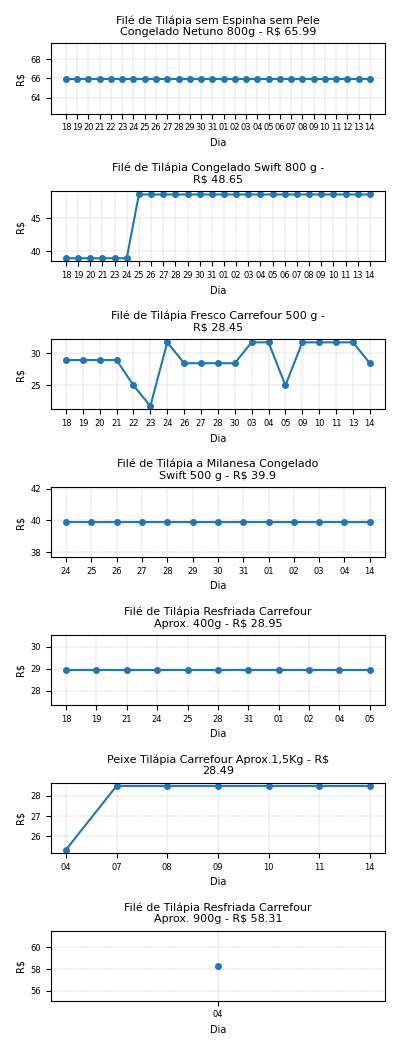 Filé de Tilápia sem Espinha sem Pele
Congelado Netuno 800g - R$ 65.99
R$
68
66
64
18 19 20 21 22 23 24 25 26 27 28 29 30 31 01 02 03 04 05 06 07 08 09 10 11 12 13 14
Dia
Filé de Tilápia Congelado Swift 800 g -
R$ 48.65
R$
45
40
18 19 20 21 22 23 24 25 26 27 28 29 30 31 01 02 03 04 05 06 07 08 09 10 13 14
Dia
Filé de Tilápia Fresco Carrefour 500 g -
R$ 28.45
R$
30
25
18 19 20 21 22 23 24 26 27 28 30 03 04 05 09 10 11 13 14
Dia
Filé de Tilápia a Milanesa Congelado
Swift 500 g - R$ 39.9
R$
42
40
38
24 25 26 27 28 29 30 31 01 02 03 04 14
Dia
Filé de Tilápia Resfriada Carrefour
Aprox. 400g - R$ 28.95
R$
30
29
28
18 19 21 24 25 28 31 01 02 04 05
Dia
Peixe Tilápia Carrefour Aprox.1,5Kg - R$
28.49
R$
28
27
26
04 07 08 09 10 11 14
Dia
Filé de Tilápia Resfriada Carrefour
Aprox. 900g - R$ 58.31
R$
60
58
56
04
Dia